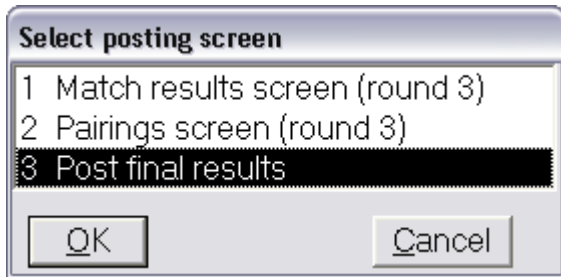 Select posting screen
1 Match results screen (round 3)
2 Pairings screen (round 3)
3 Post final results
OK Cancel